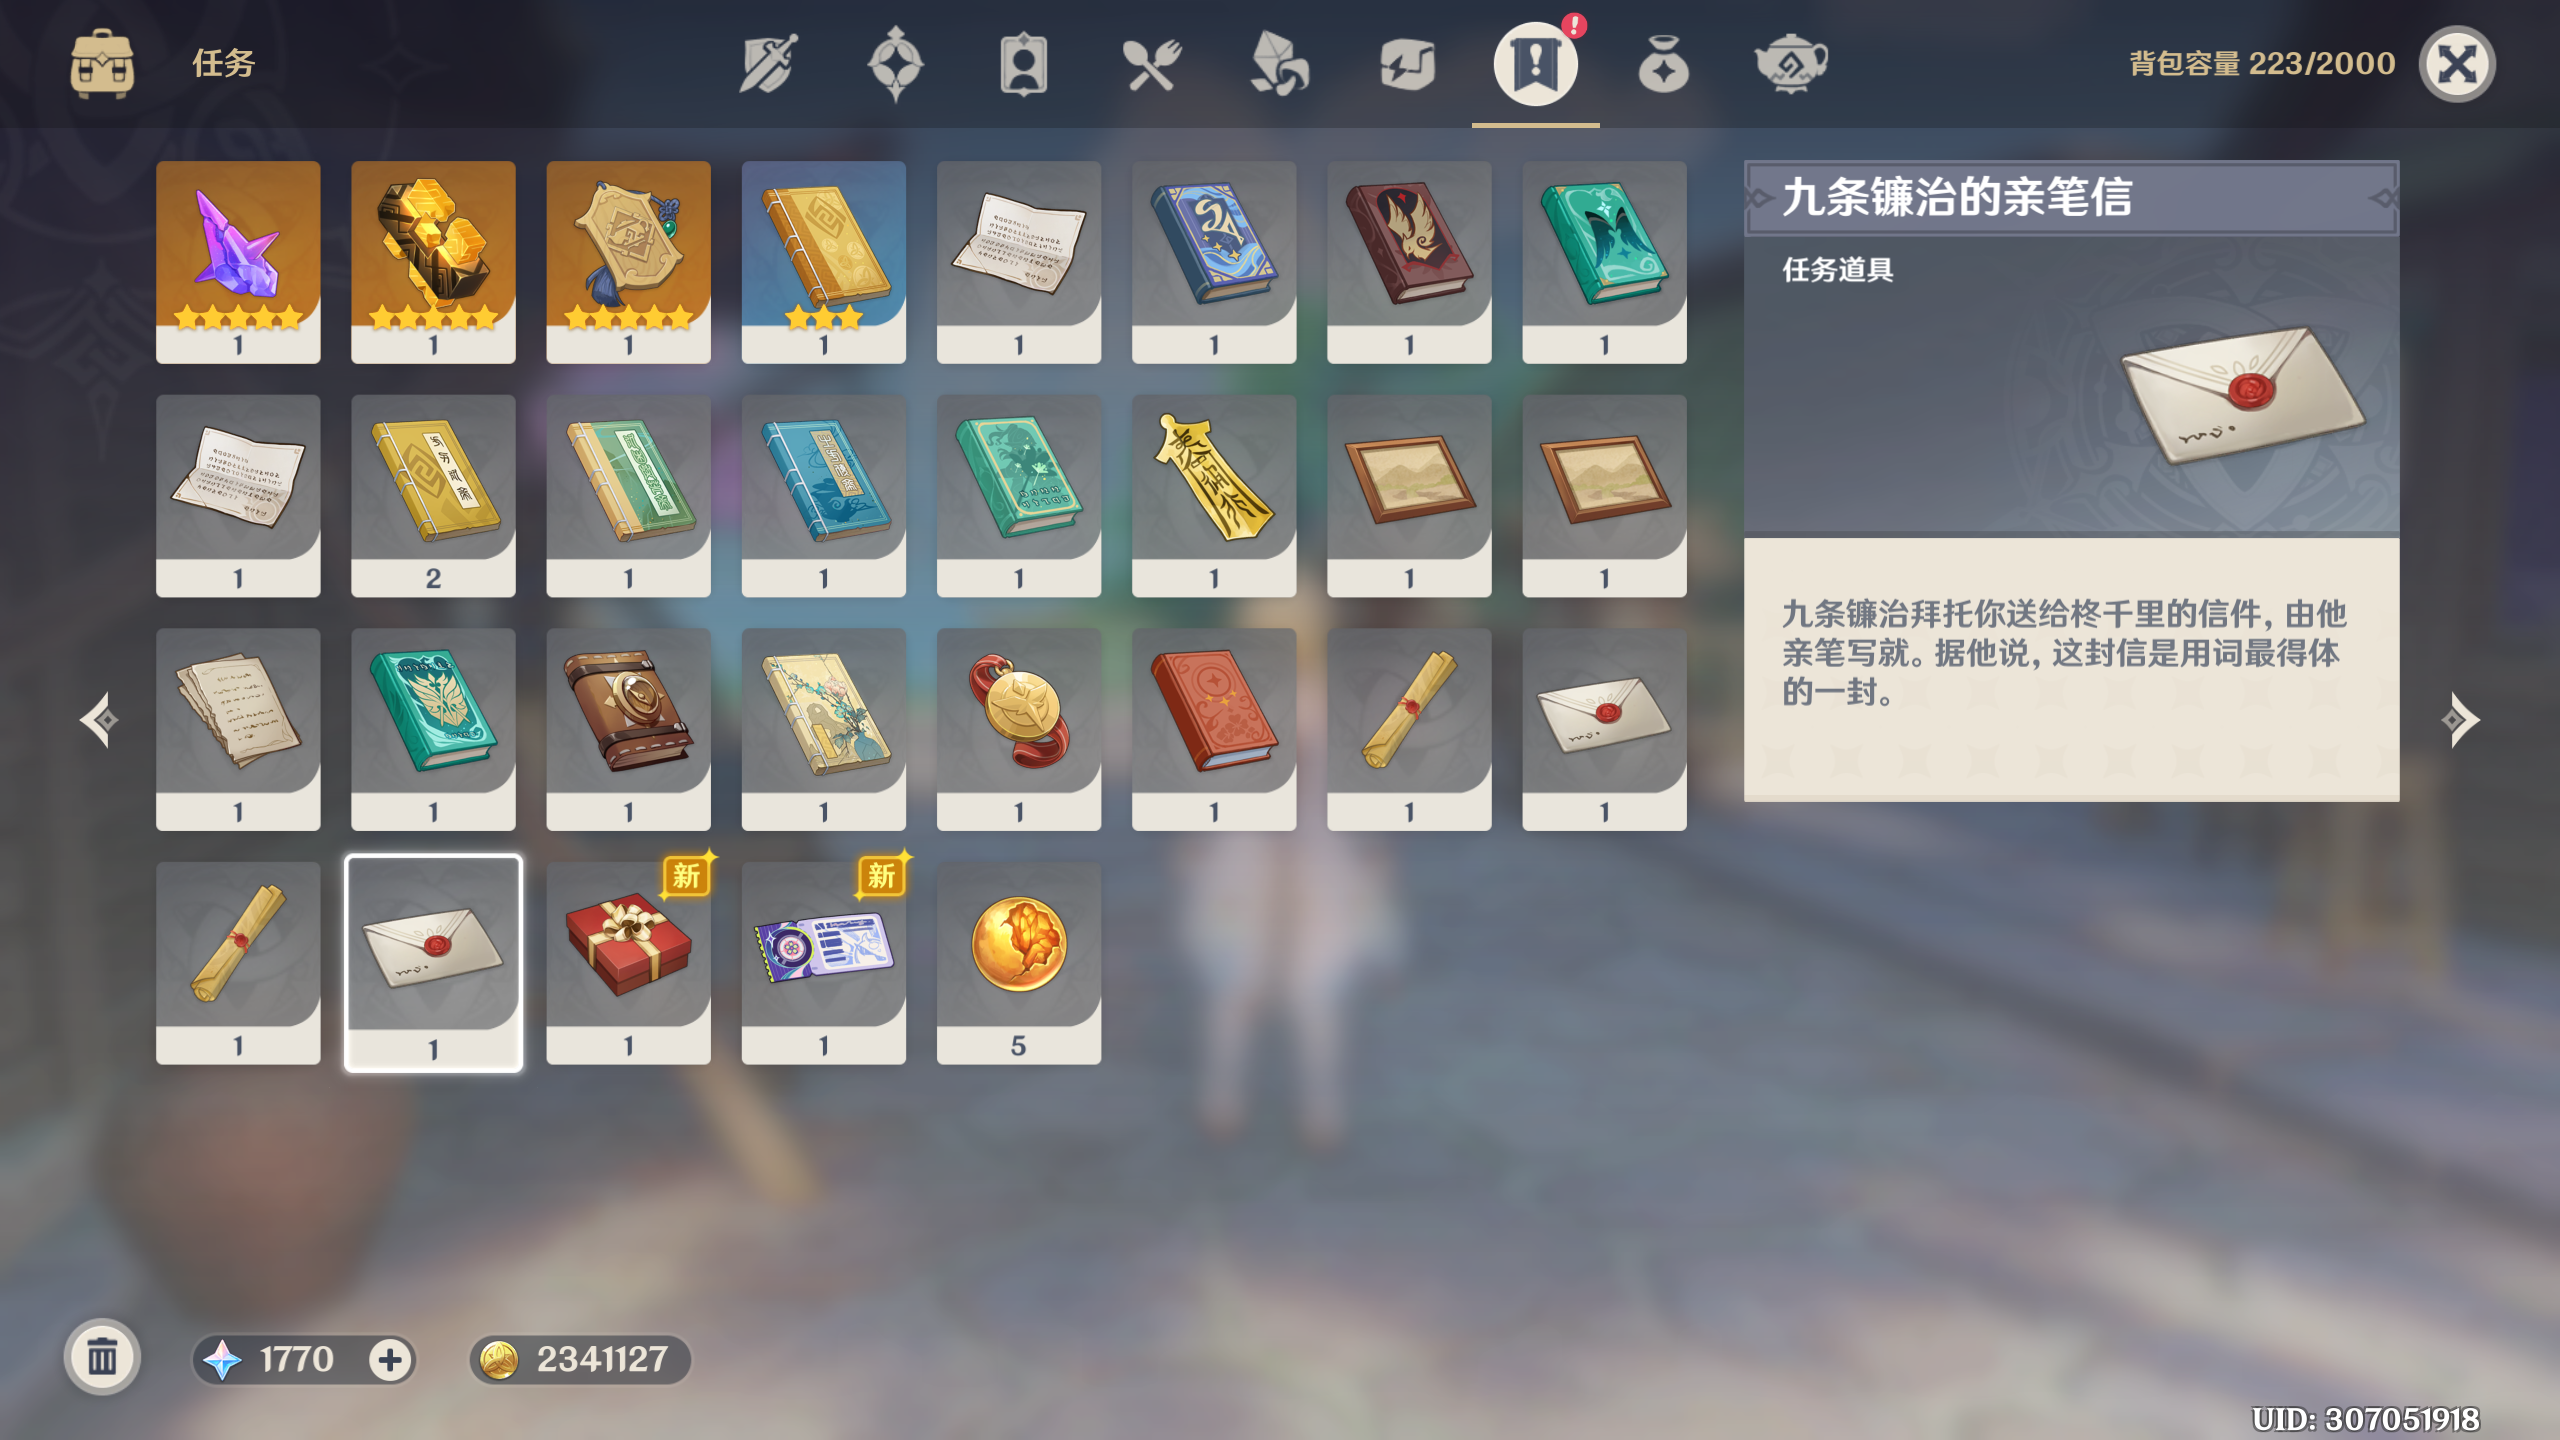 任务
背包容量 223/2000
九条镰治的亲笔信
任务道具
九条镰治拜托你送给柊千里的信件，由他
亲笔写就。据他说，这封信是用词最得体
的一封。
1 1 1 1 1 1 1 1
1 2 1 1 1 1 1 1
1 1 1 1 1 1 1 1
新 新
1 1 1 1 5
1770
2341127
UID: 307051918